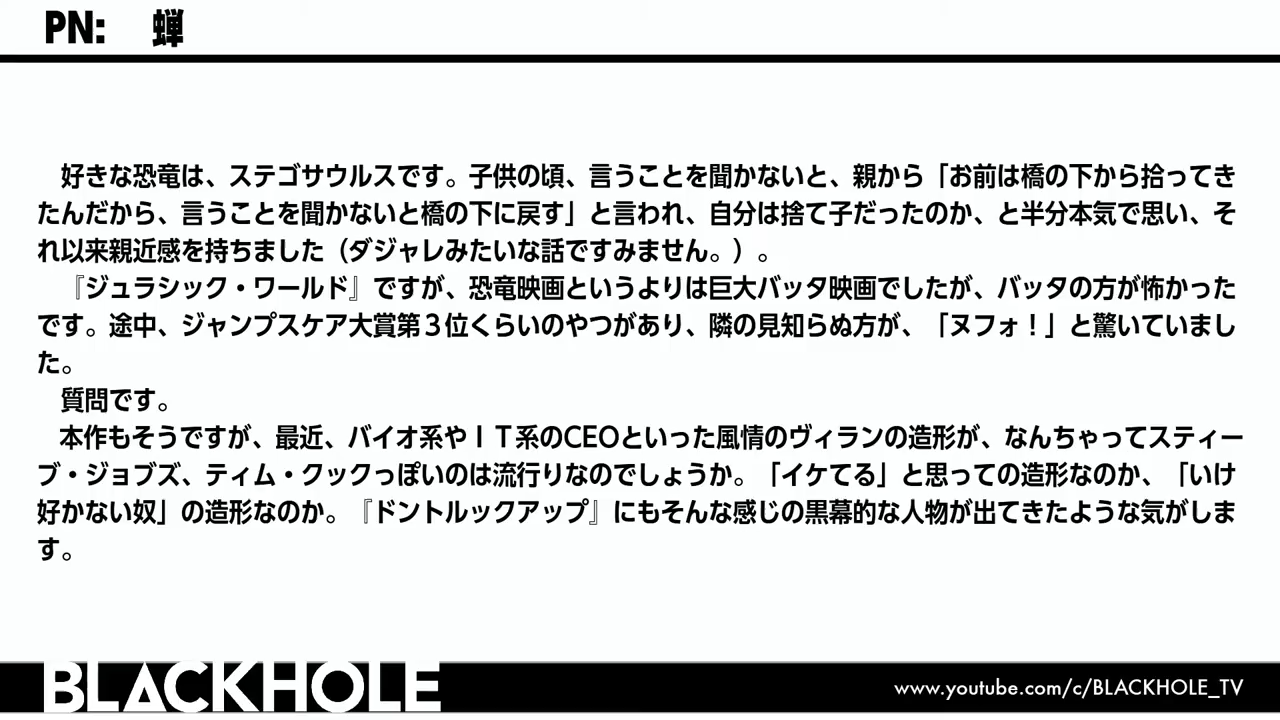 PN: 蝉
好きな恐竜は、ステゴサウルスです。子供の頃、言うことを聞かないと、親から「お前は橋の下から拾ってき
たんだから、言うことを聞かないと橋の下に戻す」と言われ、自分は捨て子だったのか、と半分本気で思い、そ
れ以来親近感を持ちました（ダジャレみたいな話ですみません。）。
『ジュラシック・ワールド』ですが、恐竜映画というよりは巨大バッタ映画でしたが、バッタの方が怖かった
です。途中、ジャンプスケア大賞第３位くらいのやつがあり、隣の見知らぬ方が、「ヌフォ！」と驚いていまし
た。
質問です。
本作もそうですが、最近、バイオ系やＩＴ系のCEOといった風情のヴィランの造形が、なんちゃってスティー
ブ・ジョブズ、ティム・クックっぽいのは流行りなのでしょうか。「イケてる」と思っての造形なのか、「いけ
好かない奴」の造形なのか。『ドントルックアップ』にもそんな感じの黒幕的な人物が出てきたような気がしま
す。
BLACKHOLE
www.youtube.com/c/BLACKHOLE_TV